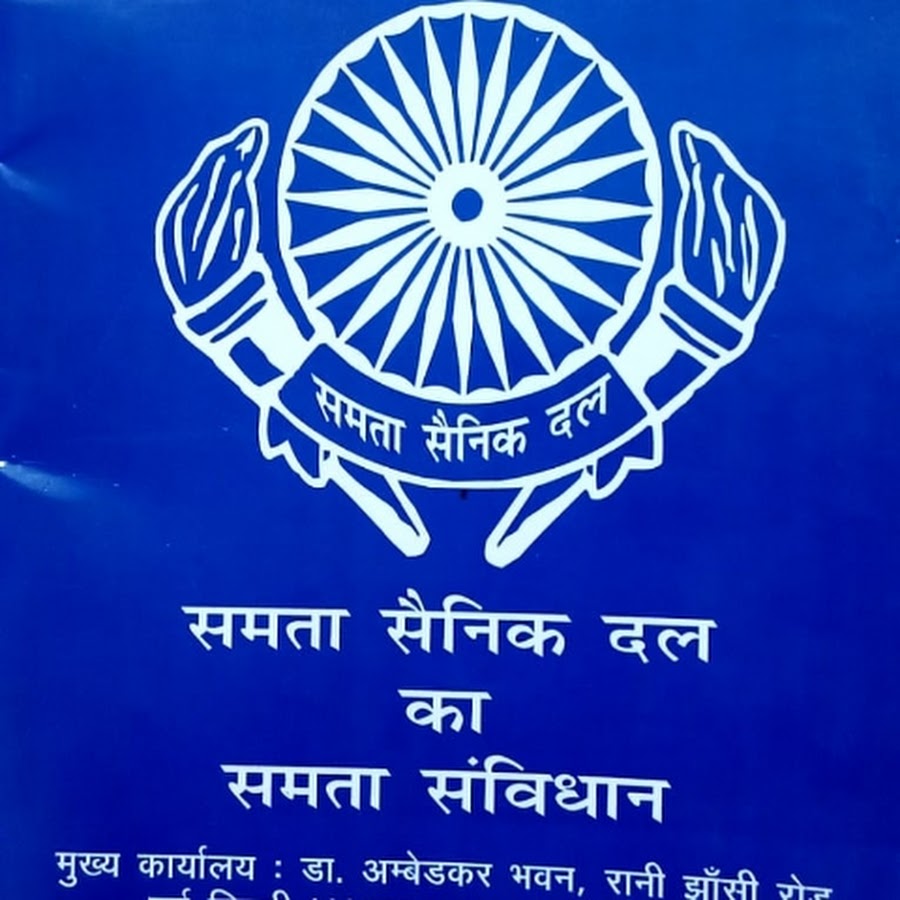 समता सैनिक दल
समता सैनिक दल
का
समता संविधान
मुख्य कार्यालय : डा. अम्बेडकर भवन, रानी झाँसी रोड